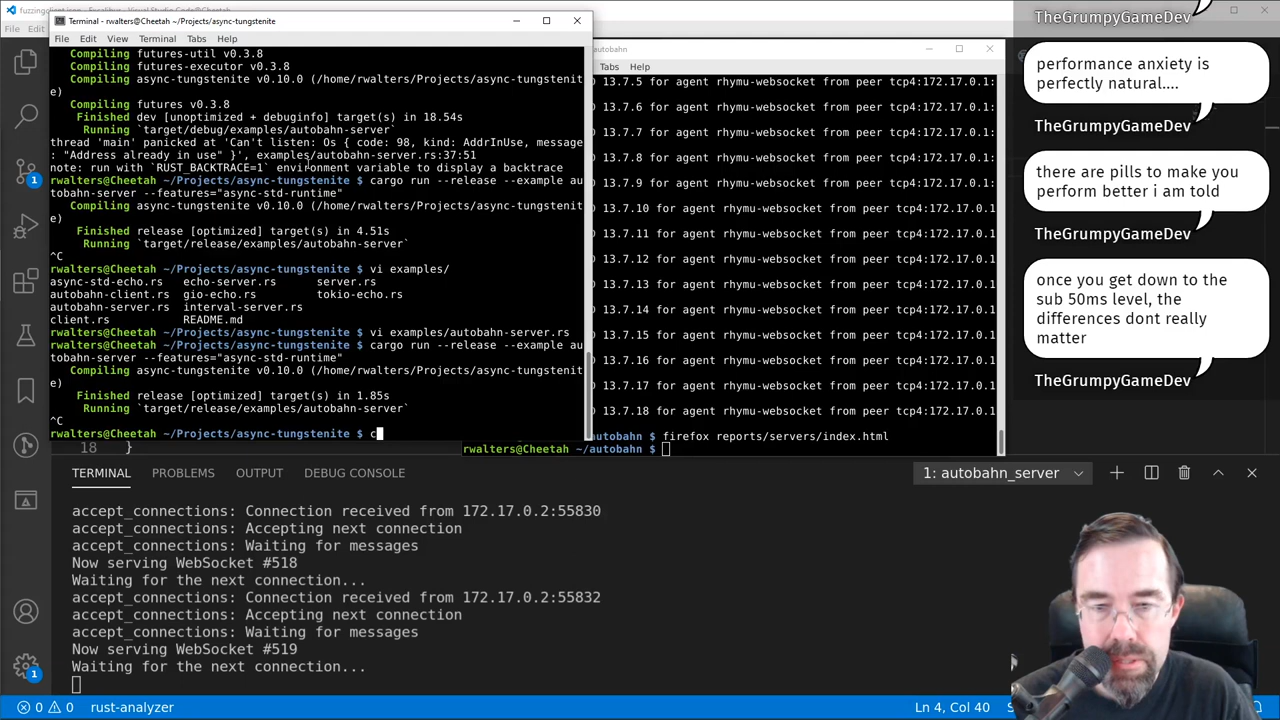 fuzzingclient.json - Excalibur - Visual Studio Code@Cheetah
File Edit
Terminal - rwalters@Cheetah ~/Projects/async-tungstenite
File Edit View Terminal Tabs Help
Compiling futures-util v0.3.8
Compiling futures-executor v0.3.8
Compiling async-tungstenite v0.10.0 (/home/rwalters/Projects/async-tungstenit
e)
Compiling futures v0.3.8
Finished dev [unoptimized + debuginfo] target(s) in 18.54s
Running `target/debug/examples/autobahn-server`
thread 'main' panicked at 'Can't listen: Os { code: 98, kind: AddrInUse, message
: "Address already in use" }', examples/autobahn-server.rs:37:51
note: run with `RUST_BACKTRACE=1` environment variable to display a backtrace
rwalters@Cheetah ~/Projects/async-tungstenite $ cargo run --release --example au
tobahn-server --features="async-std-runtime"
Compiling async-tungstenite v0.10.0 (/home/rwalters/Projects/async-tungstenit
e)
Finished release [optimized] target(s) in 4.51s
Running `target/release/examples/autobahn-server`
^C
rwalters@Cheetah ~/Projects/async-tungstenite $ vi examples/
async-std-echo.rs echo-server.rs server.rs
autobahn-client.rs gio-echo.rs tokio-echo.rs
autobahn-server.rs interval-server.rs
client.rs README.md
rwalters@Cheetah ~/Projects/async-tungstenite $ vi examples/autobahn-server.rs
rwalters@Cheetah ~/Projects/async-tungstenite $ cargo run --release --example au
tobahn-server --features="async-std-runtime"
Compiling async-tungstenite v0.10.0 (/home/rwalters/Projects/async-tungstenit
e)
Finished release [optimized] target(s) in 1.85s
Running `target/release/examples/autobahn-server`
^C
rwalters@Cheetah ~/Projects/async-tungstenite $ c
autobahn
Tabs Help
13.7.5 for agent rhymu-websocket from peer tcp4:172.17.0.1:
13.7.6 for agent rhymu-websocket from peer tcp4:172.17.0.1:
13.7.7 for agent rhymu-websocket from peer tcp4:172.17.0.1:
13.7.8 for agent rhymu-websocket from peer tcp4:172.17.0.1:
13.7.9 for agent rhymu-websocket from peer tcp4:172.17.0.1:
13.7.10 for agent rhymu-websocket from peer tcp4:172.17.0.1
13.7.11 for agent rhymu-websocket from peer tcp4:172.17.0.1
13.7.12 for agent rhymu-websocket from peer tcp4:172.17.0.1
13.7.13 for agent rhymu-websocket from peer tcp4:172.17.0.1
13.7.14 for agent rhymu-websocket from peer tcp4:172.17.0.1
13.7.15 for agent rhymu-websocket from peer tcp4:172.17.0.1
13.7.16 for agent rhymu-websocket from peer tcp4:172.17.0.1
13.7.17 for agent rhymu-websocket from peer tcp4:172.17.0.1
13.7.18 for agent rhymu-websocket from peer tcp4:172.17.0.1
autobahn $ firefox reports/servers/index.html
rwalters@Cheetah ~/autobahn $
TheGrumpyGameDev
performance anxiety is
perfectly natural....
TheGrumpyGameDev
there are pills to make you
perform better i am told
TheGrumpyGameDev
once you get down to the
sub 50ms level, the
differences dont really
matter
TheGrumpyGameDev
18 }
TERMINAL PROBLEMS OUTPUT DEBUG CONSOLE
1: autobahn_server
accept_connections: Connection received from 172.17.0.2:55830
accept_connections: Accepting next connection
accept_connections: Waiting for messages
Now serving WebSocket #518
Waiting for the next connection...
accept_connections: Connection received from 172.17.0.2:55832
accept_connections: Accepting next connection
accept_connections: Waiting for messages
Now serving WebSocket #519
Waiting for the next connection...
1
1
0 0 rust-analyzer
Ln 4, Col 40